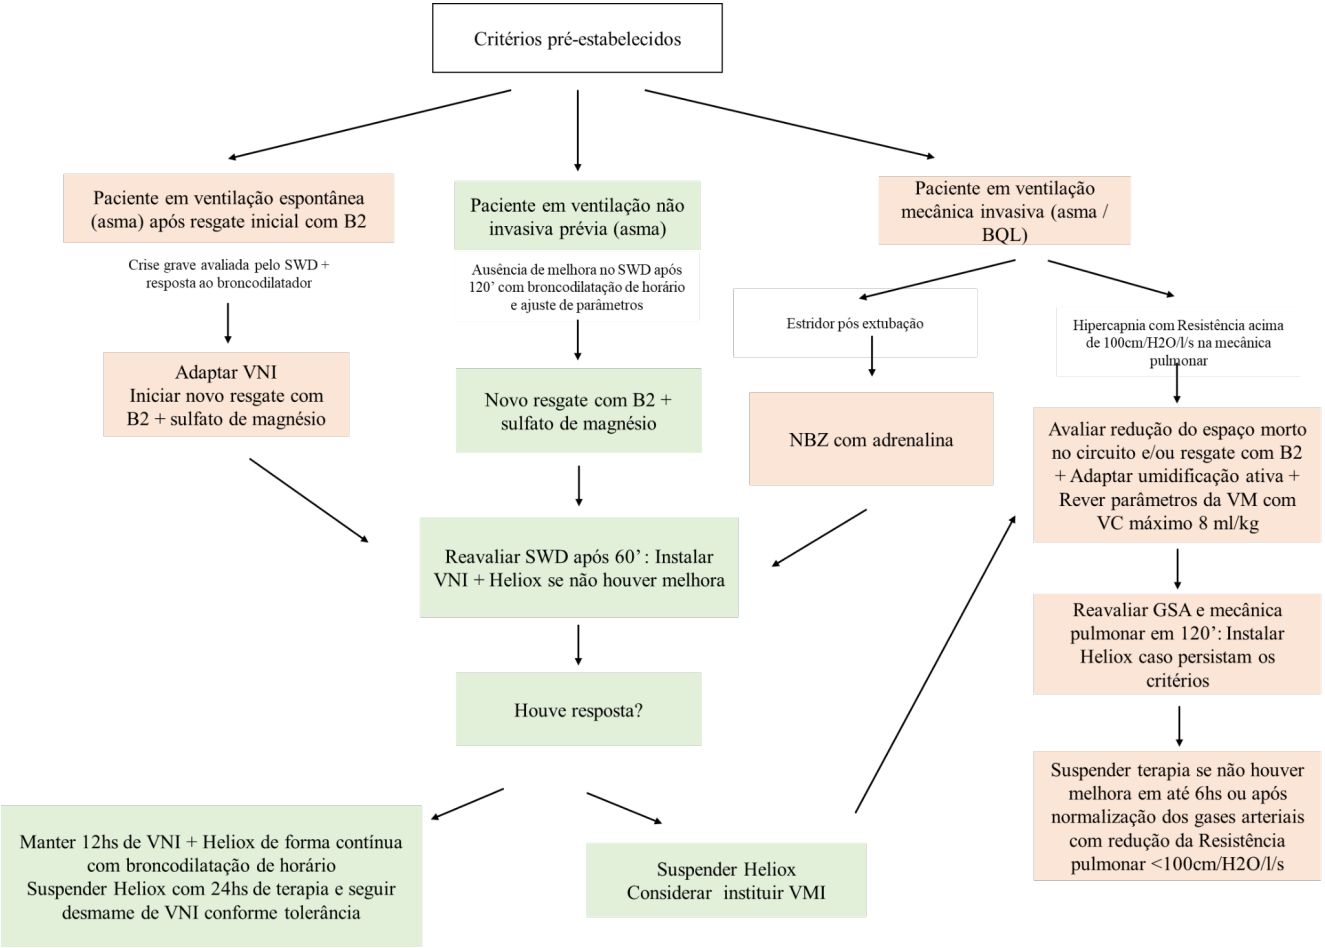 Critérios pré-estabelecidos
Paciente em ventilação espontânea
(asma) após resgate inicial com B2
Crise grave avaliada pelo SWD +
resposta ao broncodilatador
Adaptar VNI
Iniciar novo resgate com
B2 + sulfato de magnésio
Paciente em ventilação não
invasiva prévia (asma)
Ausência de melhora no SWD após
120’ com broncodilatação de horário
e ajuste de parâmetros
Novo resgate com B2 +
sulfato de magnésio
Paciente em ventilação
mecânica invasiva (asma /
BQL)
Estridor pós extubação
NBZ com adrenalina
Hipercapnia com Resistência acima
de 100cm/H2O/l/s na mecânica
pulmonar
Avaliar redução do espaço morto
no circuito e/ou resgate com B2
+ Adaptar umidificação ativa +
Rever parâmetros da VM com
VC máximo 8 ml/kg
Reavaliar GSA e mecânica
pulmonar em 120’: Instalar
Heliox caso persistam os
critérios
Suspender terapia se não houver
melhora em até 6hs ou após
normalização dos gases arteriais
com redução da Resistência
pulmonar <100cm/H2O/l/s
Reavaliar SWD após 60’: Instalar
VNI + Heliox se não houver melhora
Houve resposta?
Manter 12hs de VNI + Heliox de forma contínua
com broncodilatação de horário
Suspender Heliox com 24hs de terapia e seguir
desmame de VNI conforme tolerância
Suspender Heliox
Considerar instituir VMI